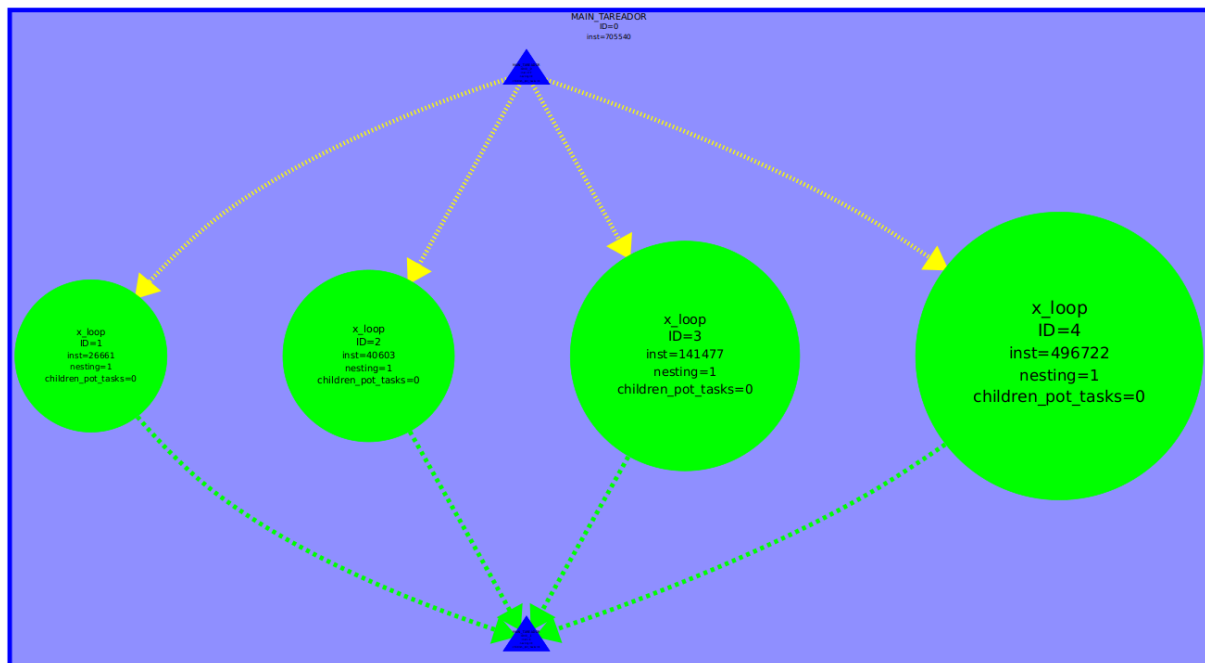 MAIN_TAREADOR
ID=0
inst=705540
x_loop
ID=1
inst=26661
nesting=1
children_pot_tasks=0
x_loop
ID=2
inst=40603
nesting=1
children_pot_tasks=0
x_loop
ID=3
inst=141477
nesting=1
children_pot_tasks=0
x_loop
ID=4
inst=496722
nesting=1
children_pot_tasks=0